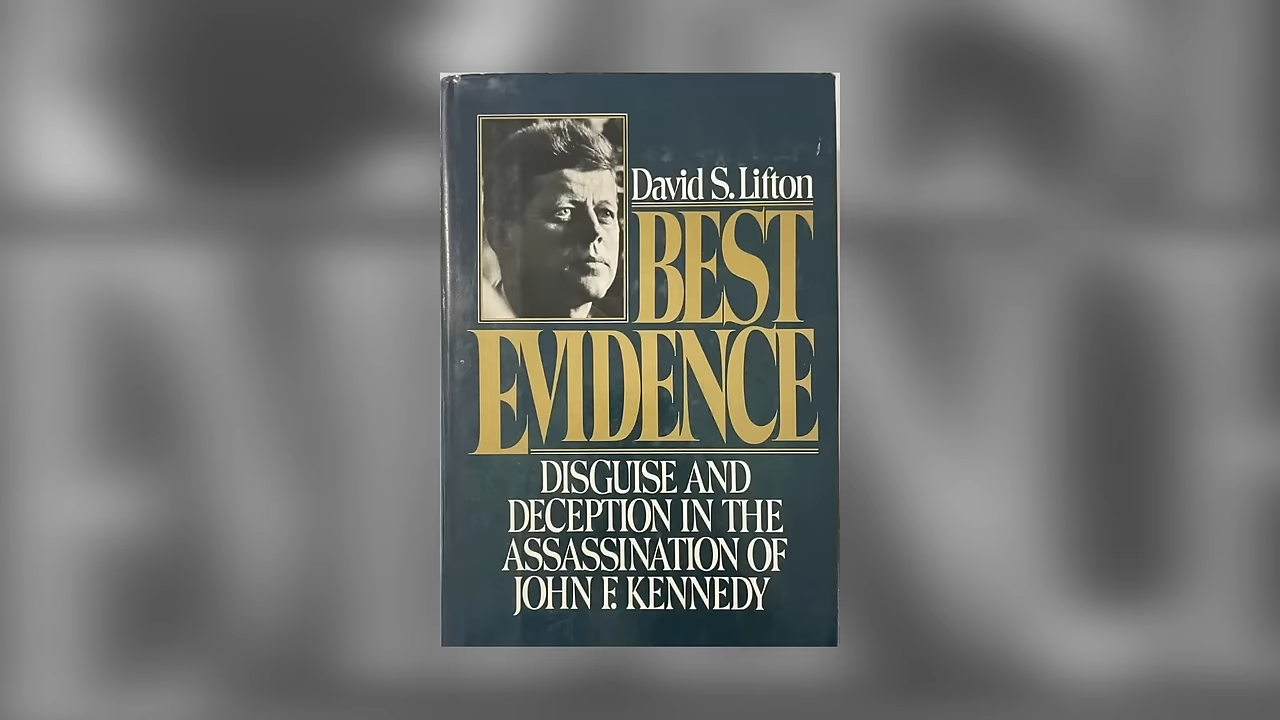 David S. Lifton
BEST
EVIDENCE
DISGUISE AND
DECEPTION IN THE
ASSASSINATION OF
JOHN F. KENNEDY